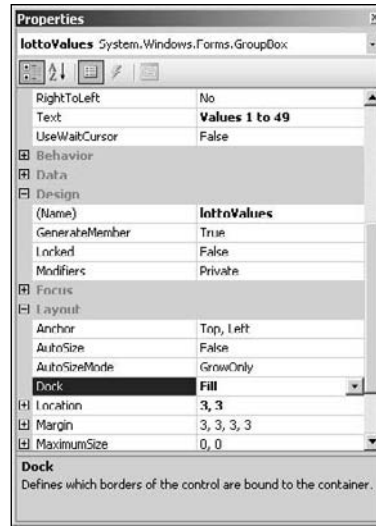 Properties
lottoValues System.Windows.Forms.GroupBox
RightToLeft No
Text Values 1 to 49
UseWaitCursor False
Behavior
Data
Design
(Name) lottoValues
GenerateMember True
Locked False
Modifiers Private
Focus
Layout
Anchor Top, Left
AutoSize False
AutoSizeMode GrowOnly
Dock Fill
Location 3, 3
Margin 3, 3, 3, 3
MaximumSize 0, 0
Dock
Defines which borders of the control are bound to the container.